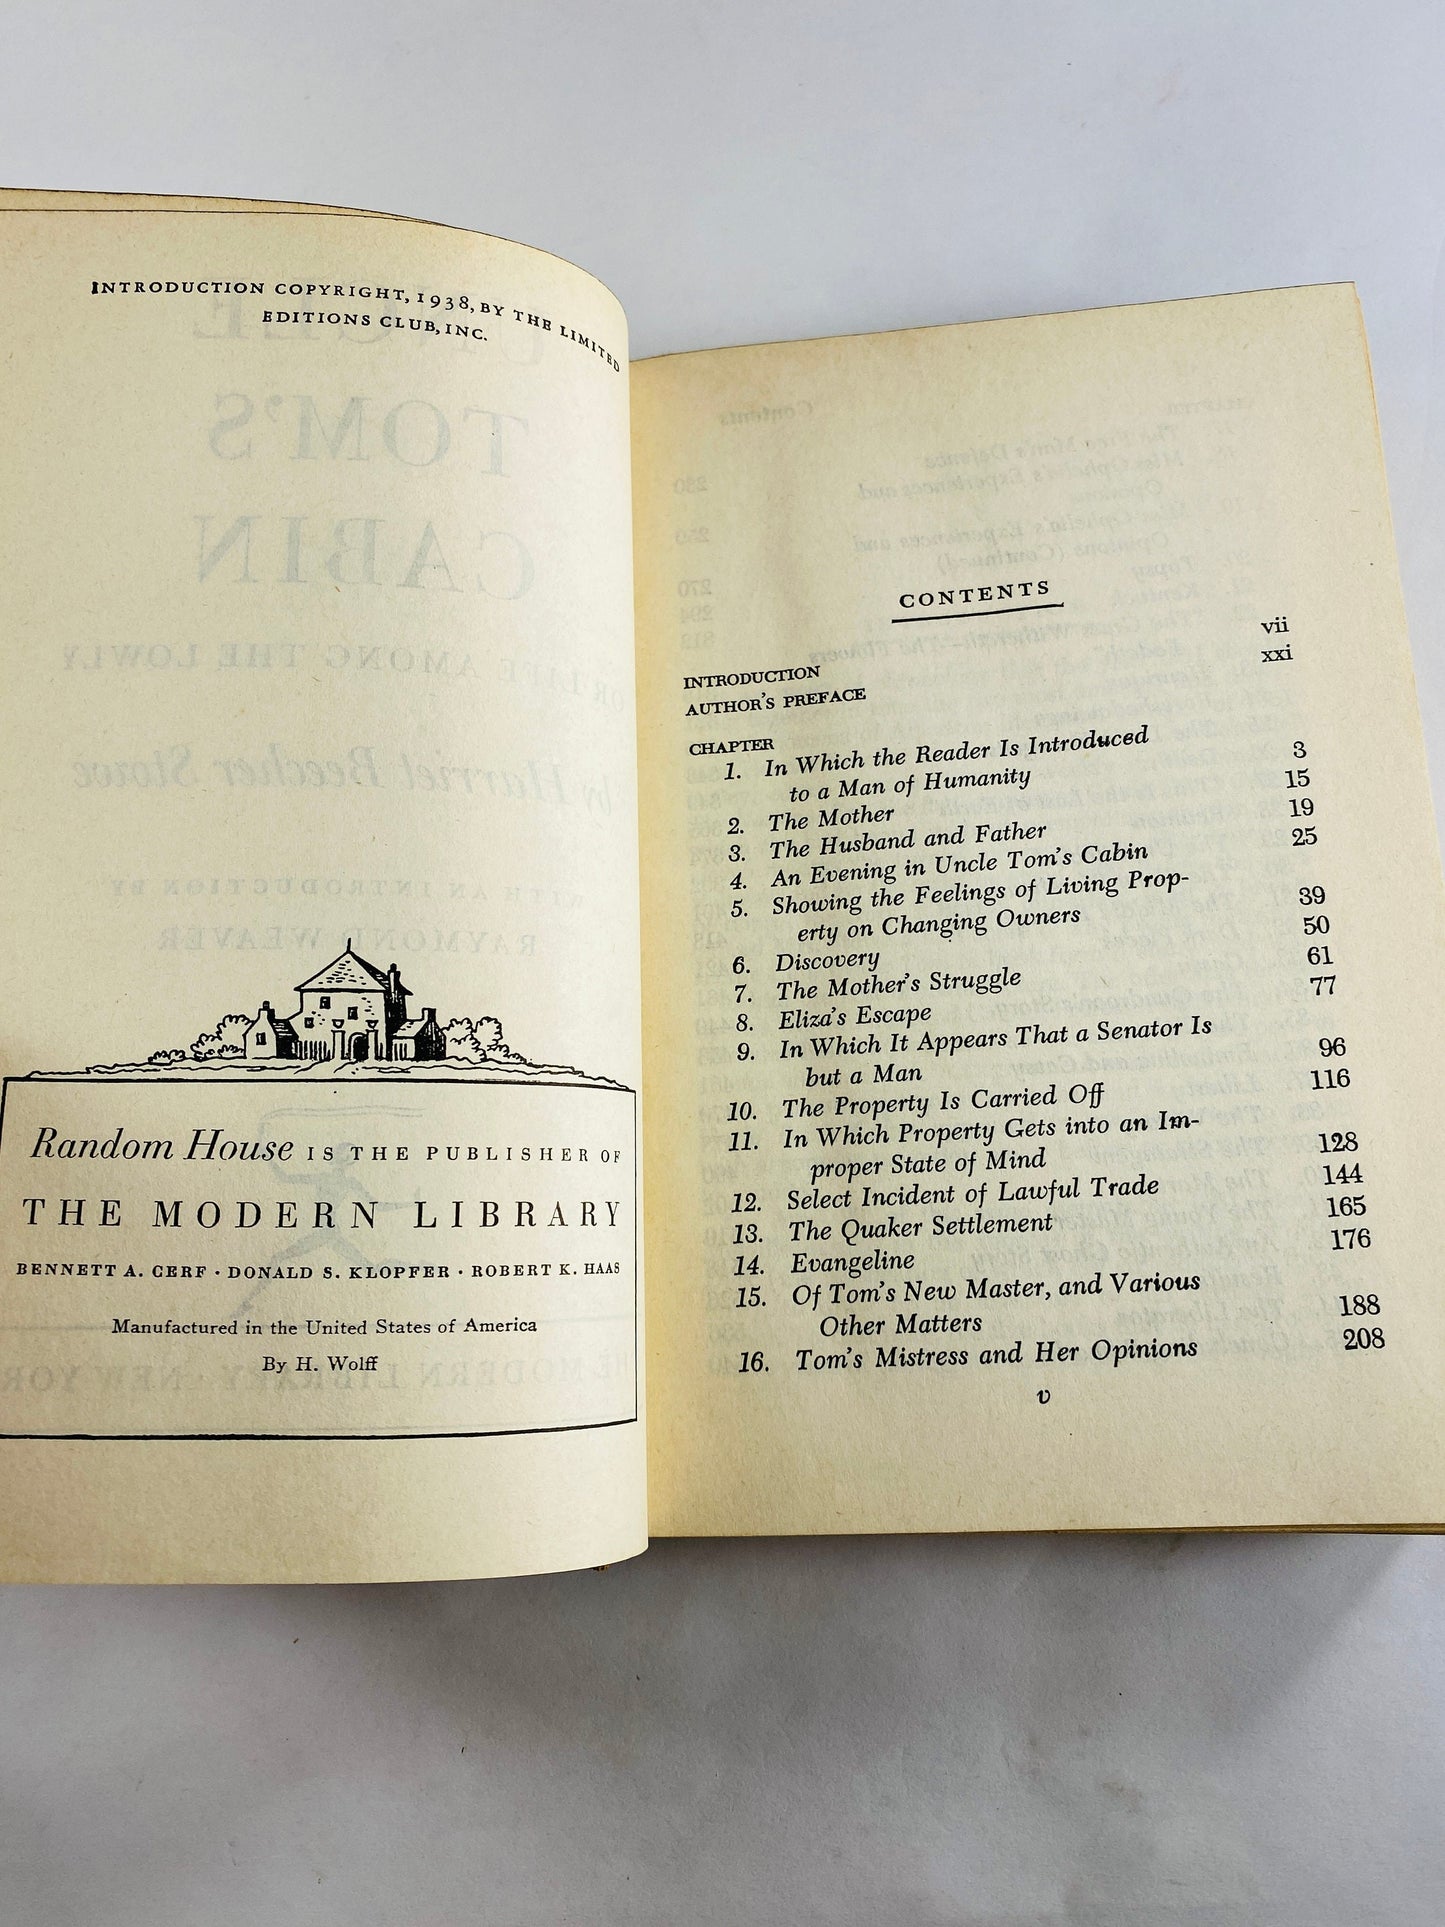 INTRODUCTION COPYRIGHT, 1938, BY THE LIMITED
EDITIONS CLUB, INC.
Random House IS THE PUBLISHER OF
THE MODERN LIBRARY
BENNETT A. CERF · DONALD S. KLOPFER · ROBERT K. HAAS
Manufactured in the United States of America
By H. Wolff
CONTENTS
INTRODUCTION vii
AUTHOR'S PREFACE xxi
CHAPTER
1. In Which the Reader Is Introduced
to a Man of Humanity 3
2. The Mother 15
3. The Husband and Father 19
4. An Evening in Uncle Tom's Cabin 25
5. Showing the Feelings of Living Prop-
erty on Changing Owners 39
6. Discovery 50
7. The Mother's Struggle 61
8. Eliza's Escape 77
9. In Which It Appears That a Senator Is
but a Man 96
10. The Property Is Carried Off 116
11. In Which Property Gets into an Im-
proper State of Mind 128
12. Select Incident of Lawful Trade 144
13. The Quaker Settlement 165
14. Evangeline 176
15. Of Tom's New Master, and Various
Other Matters 188
16. Tom's Mistress and Her Opinions 208
v